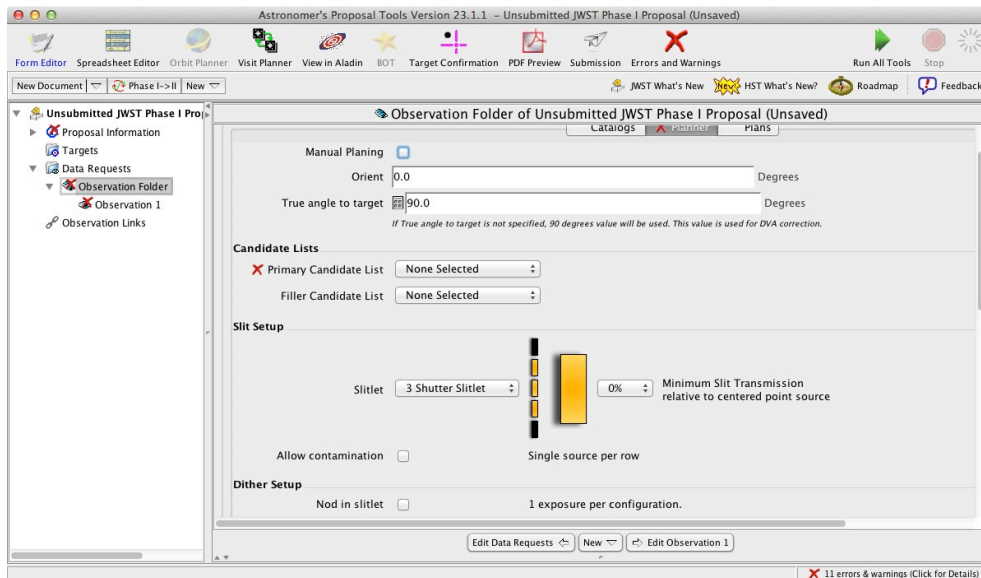 Astronomer's Proposal Tools Version 23.1.1 - Unsubmitted JWST Phase I Proposal (Unsaved)
Form Editor Spreadsheet Editor Orbit Planner Visit Planner View in Aladin BOT Target Confirmation PDF Preview Submission Errors and Warnings Run All Tools Stop
New Document Phase I->II New JWST What's New New HST What's New? Roadmap Feedback
Unsubmitted JWST Phase I Pro
Proposal Information
Targets
Data Requests
Observation Folder
Observation 1
Observation Links
Observation Folder of Unsubmitted JWST Phase I Proposal (Unsaved)
Catalogs Planner Plans
Manual Planing
Orient 0.0 Degrees
True angle to target 90.0 Degrees
If True angle to target is not specified, 90 degrees value will be used. This value is used for DVA correction.
Candidate Lists
Primary Candidate List None Selected
Filler Candidate List None Selected
Slit Setup
Slitlet 3 Shutter Slitlet 0% Minimum Slit Transmission
relative to centered point source
Allow contamination Single source per row
Dither Setup
Nod in slitlet 1 exposure per configuration.
Edit Data Requests New Edit Observation 1
11 errors & warnings (Click for Details)